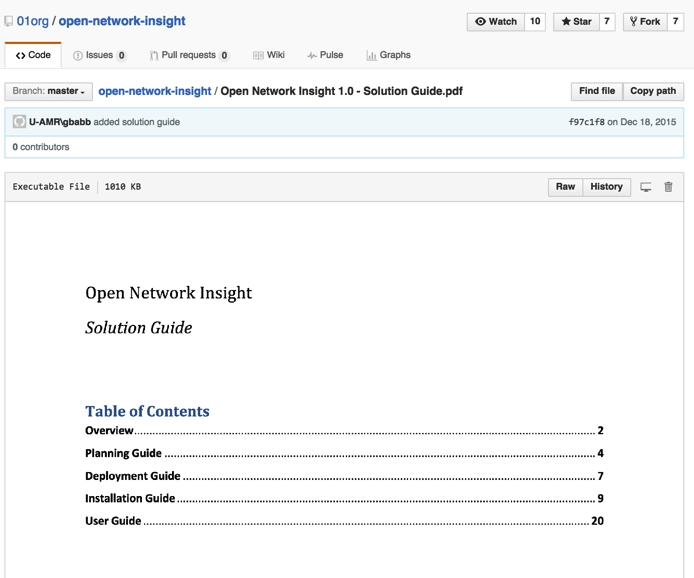 01org / open-network-insight
Watch 10 Star 7 Fork 7
Code Issues 0 Pull requests 0 Wiki Pulse Graphs
Branch: master open-network-insight / Open Network Insight 1.0 - Solution Guide.pdf Find file Copy path
U-AMR\gbabb added solution guide f97c1f8 on Dec 18, 2015
0 contributors
Executable File 1010 KB Raw History
Open Network Insight
Solution Guide
Table of Contents
Overview 2
Planning Guide 4
Deployment Guide 7
Installation Guide 9
User Guide 20